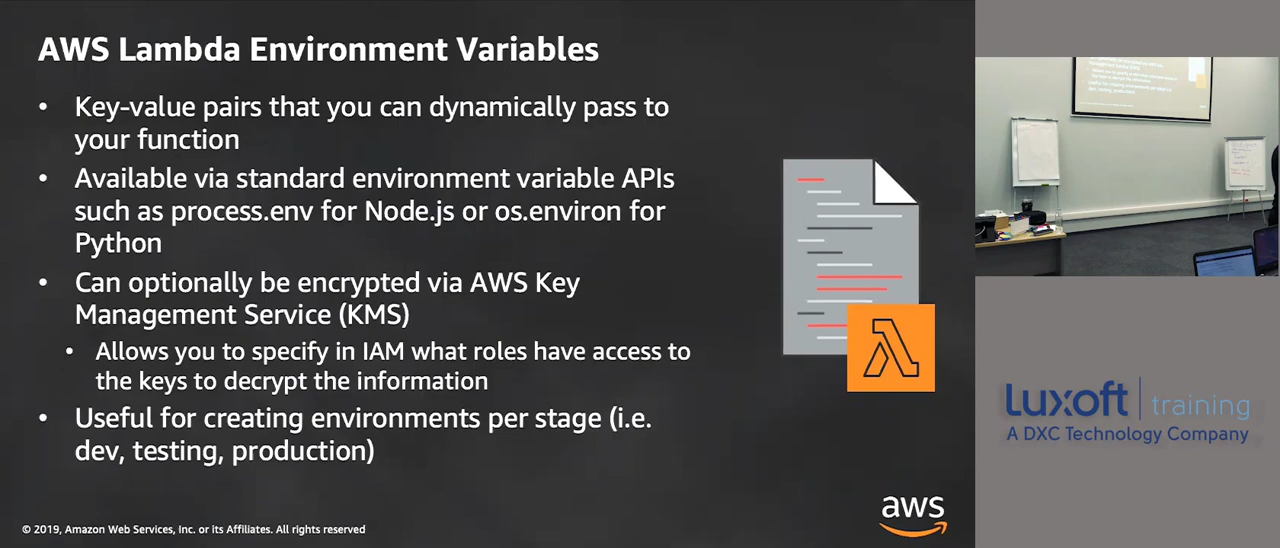 AWS Lambda Environment Variables
• Key-value pairs that you can dynamically pass to
your function
• Available via standard environment variable APIs
such as process.env for Node.js or os.environ for
Python
• Can optionally be encrypted via AWS Key
Management Service (KMS)
• Allows you to specify in IAM what roles have access to
the keys to decrypt the information
• Useful for creating environments per stage (i.e.
dev, testing, production)
© 2019, Amazon Web Services, Inc. or its Affiliates. All rights reserved
aws
Luxoft | training
A DXC Technology Company